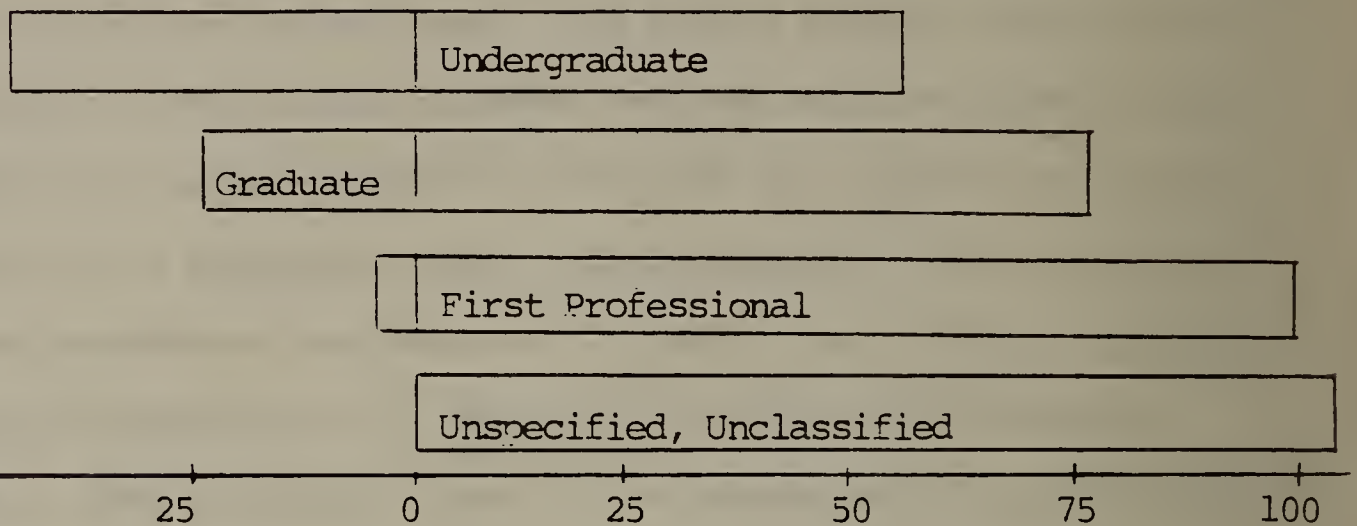 Undergraduate
Graduate
First Professional
Unspecified, Unclassified
25 0 25 50 75 100